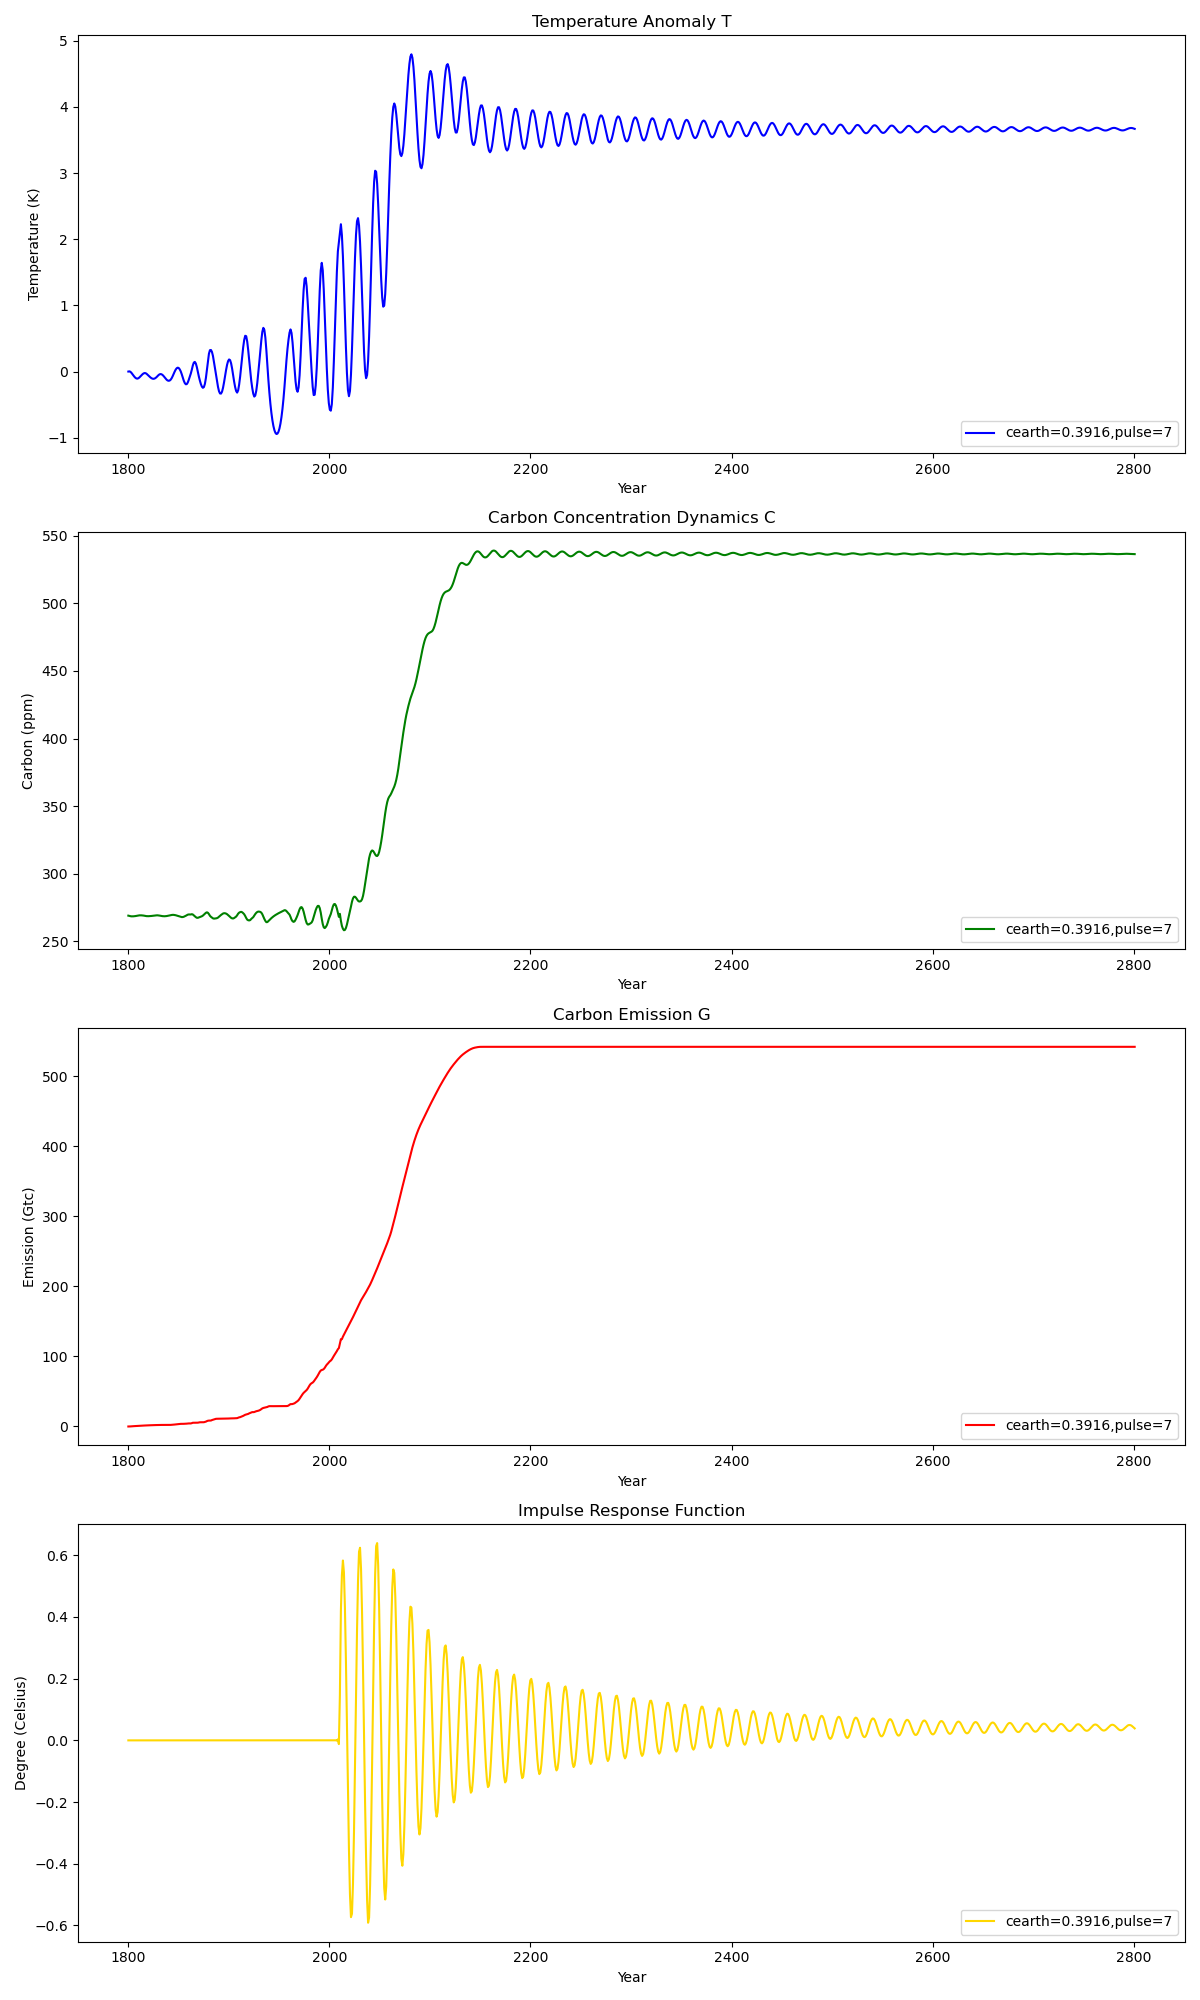 Temperature Anomaly T
Temperature (K)
5
4
3
2
1
0
−1
1800 2000 2200 2400 2600 2800
Year
cearth=0.3916,pulse=7
Carbon Concentration Dynamics C
Carbon (ppm)
550
500
450
400
350
300
250
1800 2000 2200 2400 2600 2800
Year
cearth=0.3916,pulse=7
Carbon Emission G
Emission (Gtc)
500
400
300
200
100
0
1800 2000 2200 2400 2600 2800
Year
cearth=0.3916,pulse=7
Impulse Response Function
Degree (Celsius)
0.6
0.4
0.2
0.0
−0.2
−0.4
−0.6
1800 2000 2200 2400 2600 2800
Year
cearth=0.3916,pulse=7